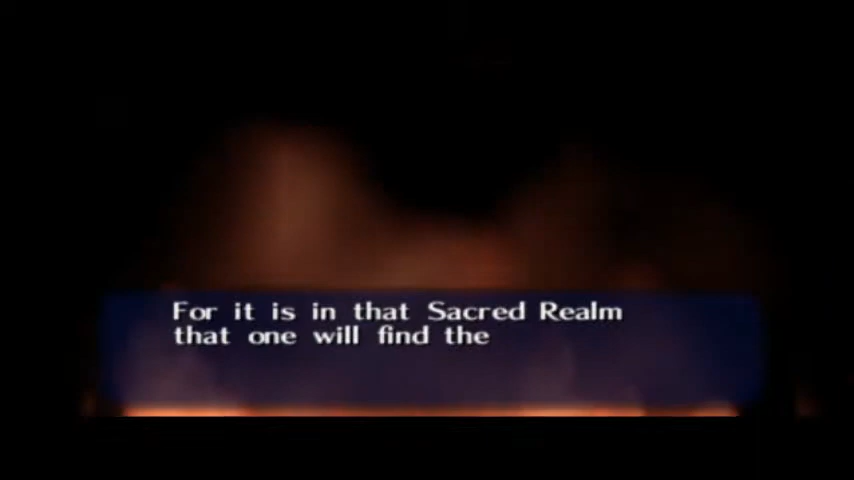 For it is in that Sacred Realm
that one will find the